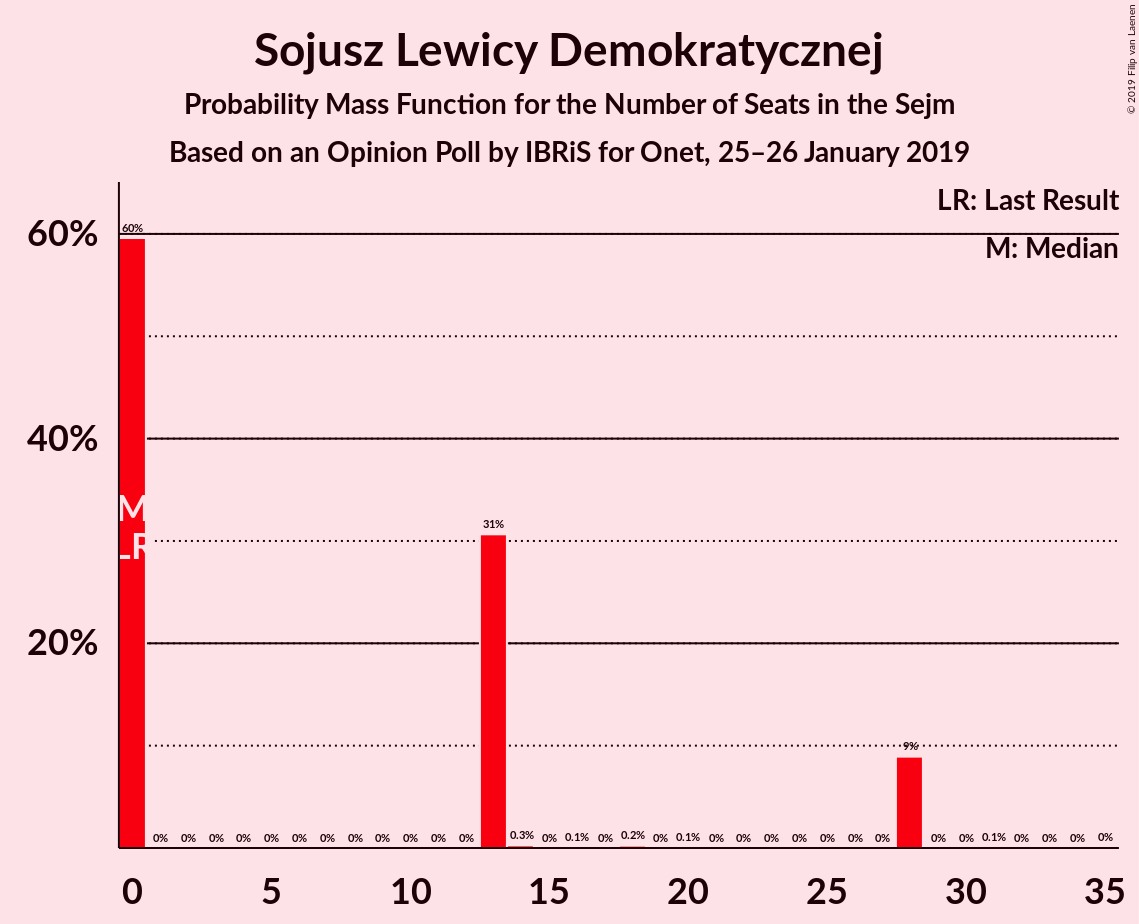 Sojusz Lewicy Demokratycznej
Probability Mass Function for the Number of Seats in the Sejm
Based on an Opinion Poll by IBRiS for Onet, 25–26 January 2019
© 2019 Filip van Laenen
LR: Last Result
M: Median
60%
40%
20%
60%
M
LR
0% 0% 0% 0% 0% 0% 0% 0% 0% 0% 0% 0% 31% 0.3% 0% 0.1% 0% 0.2% 0% 0.1% 0% 0% 0% 0% 0% 0% 0% 9% 0% 0% 0.1% 0% 0% 0% 0%
0 5 10 15 20 25 30 35